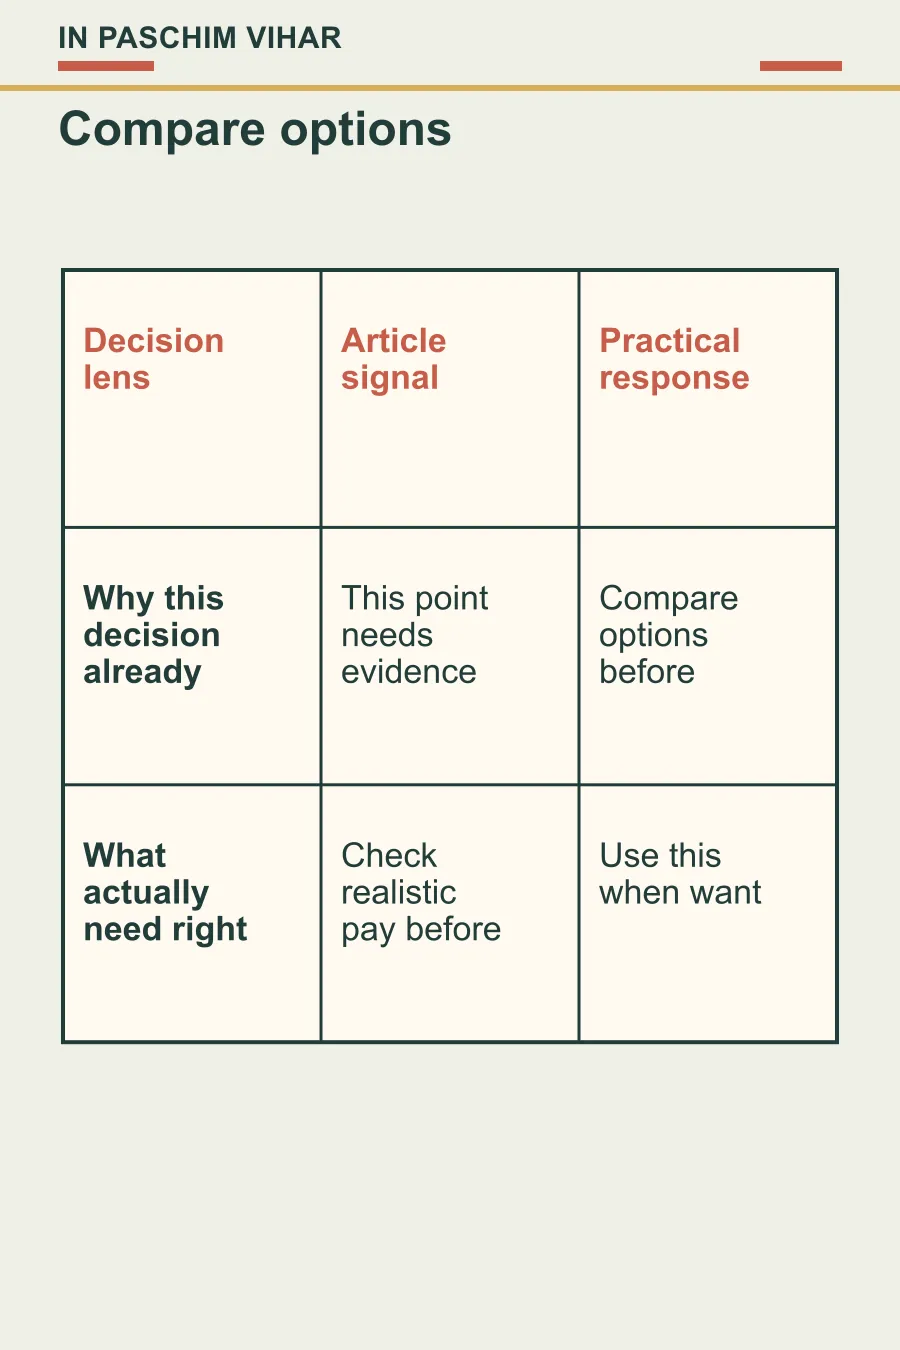 IN PASCHIM VIHAR
Compare options
Decision
lens
Article
signal
Practical
response
Why this
decision
already
This point
needs
evidence
Compare
options
before
What
actually
need right
Check
realistic
pay before
Use this
when want